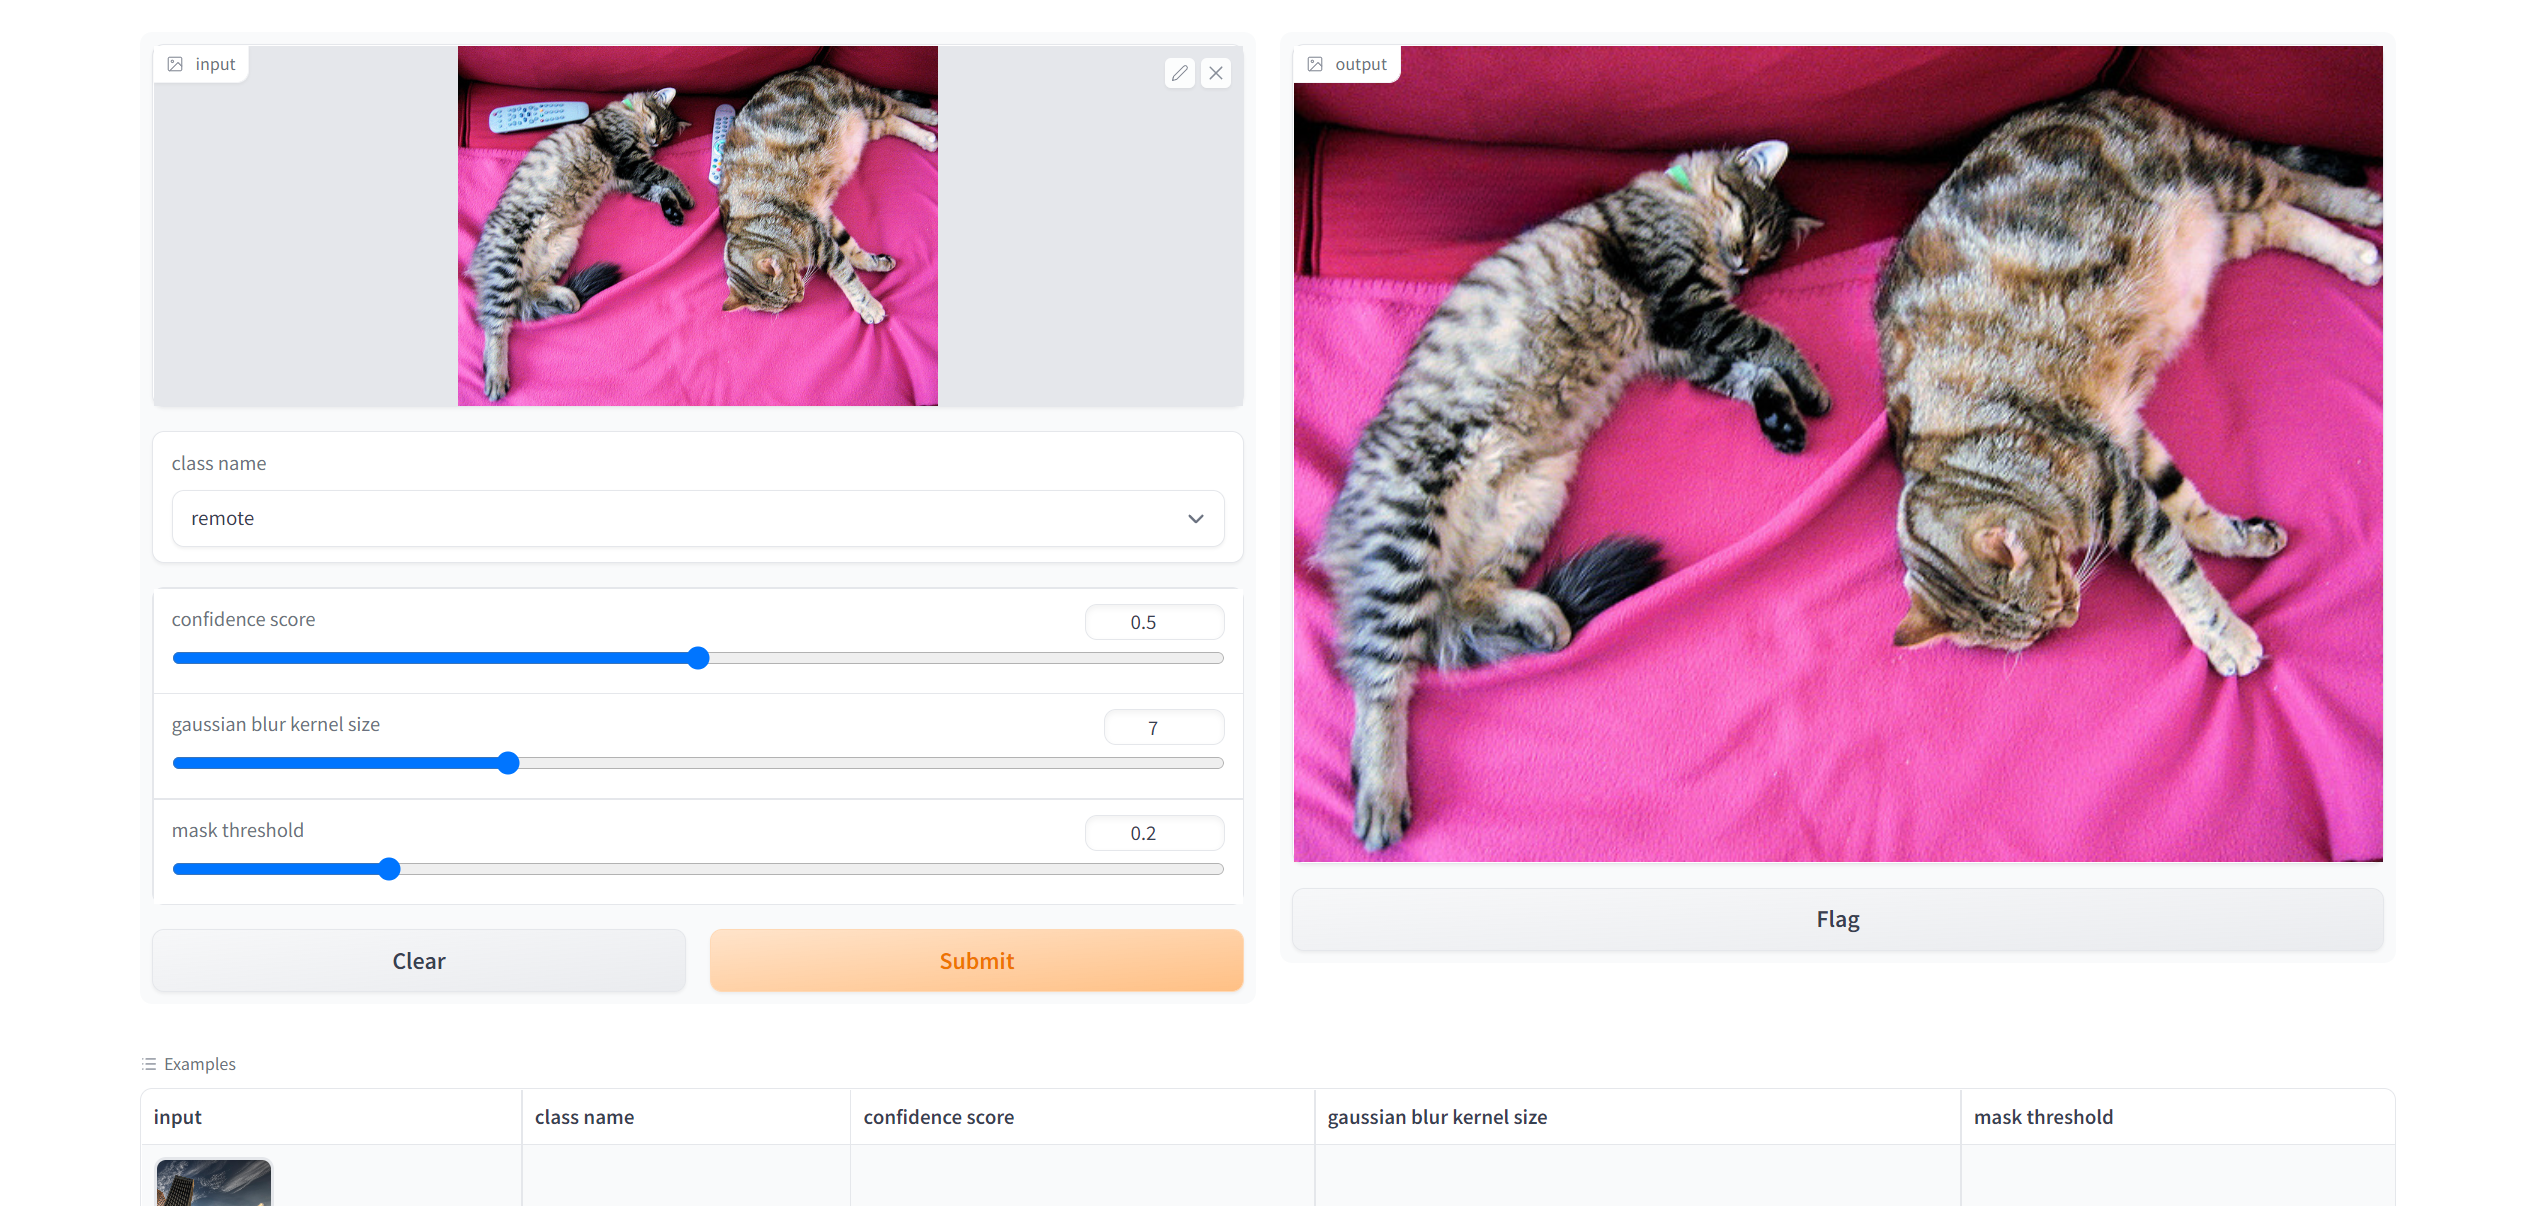 input
output
class name
remote
confidence score
0.5
gaussian blur kernel size
7
mask threshold
0.2
Clear
Submit
Flag
Examples
input class name confidence score gaussian blur kernel size mask threshold